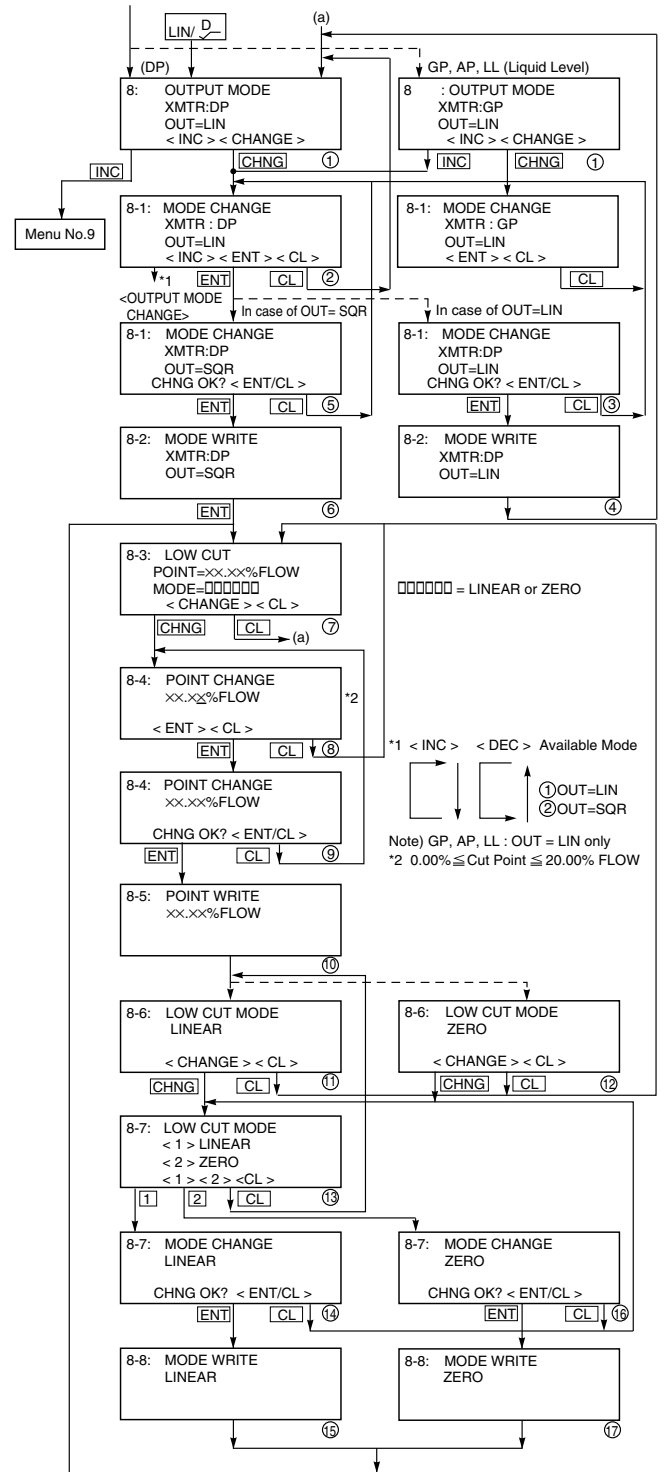 LIN/ D
(a)
(DP)
GP, AP, LL (Liquid Level)
8: OUTPUT MODE
XMTR:DP
OUT=LIN
< INC > < CHANGE >
①
INC
CHNG
8 : OUTPUT MODE
XMTR:GP
OUT=LIN
< INC > < CHANGE >
①
INC
CHNG
Menu No.9
8-1: MODE CHANGE
XMTR : DP
OUT=LIN
< INC > < ENT > < CL >
②
*1
ENT
CL
8-1: MODE CHANGE
XMTR : GP
OUT=LIN
< ENT > < CL >
CL
<OUTPUT MODE
CHANGE>
In case of OUT= SQR
In case of OUT=LIN
8-1: MODE CHANGE
XMTR:DP
OUT=SQR
CHNG OK? < ENT/CL >
⑤
ENT
CL
8-1: MODE CHANGE
XMTR:DP
OUT=LIN
CHNG OK? < ENT/CL >
③
ENT
CL
8-2: MODE WRITE
XMTR:DP
OUT=SQR
⑥
ENT
8-2: MODE WRITE
XMTR:DP
OUT=LIN
④
8-3: LOW CUT
POINT=××.××%FLOW
MODE=▯▯▯▯▯▯
< CHANGE > < CL >
⑦
▯▯▯▯▯▯ = LINEAR or ZERO
CHNG
CL
(a)
8-4: POINT CHANGE
××.××%FLOW
< ENT > < CL >
*2
⑧
ENT
CL
*1 < INC > < DEC > Available Mode
①OUT=LIN
②OUT=SQR
Note) GP, AP, LL : OUT = LIN only
*2 0.00%≦Cut Point ≦20.00% FLOW
8-4: POINT CHANGE
××.××%FLOW
CHNG OK? < ENT/CL >
⑨
ENT
CL
8-5: POINT WRITE
××.××%FLOW
⑩
8-6: LOW CUT MODE
LINEAR
< CHANGE > < CL >
⑪
CHNG
CL
8-6: LOW CUT MODE
ZERO
< CHANGE > < CL >
⑫
CHNG
CL
8-7: LOW CUT MODE
< 1 > LINEAR
< 2 > ZERO
< 1 > < 2 > <CL >
⑬
1
2
CL
8-7: MODE CHANGE
LINEAR
CHNG OK? < ENT/CL >
⑭
ENT
CL
8-7: MODE CHANGE
ZERO
CHNG OK? < ENT/CL >
⑯
ENT
CL
8-8: MODE WRITE
LINEAR
⑮
8-8: MODE WRITE
ZERO
⑰